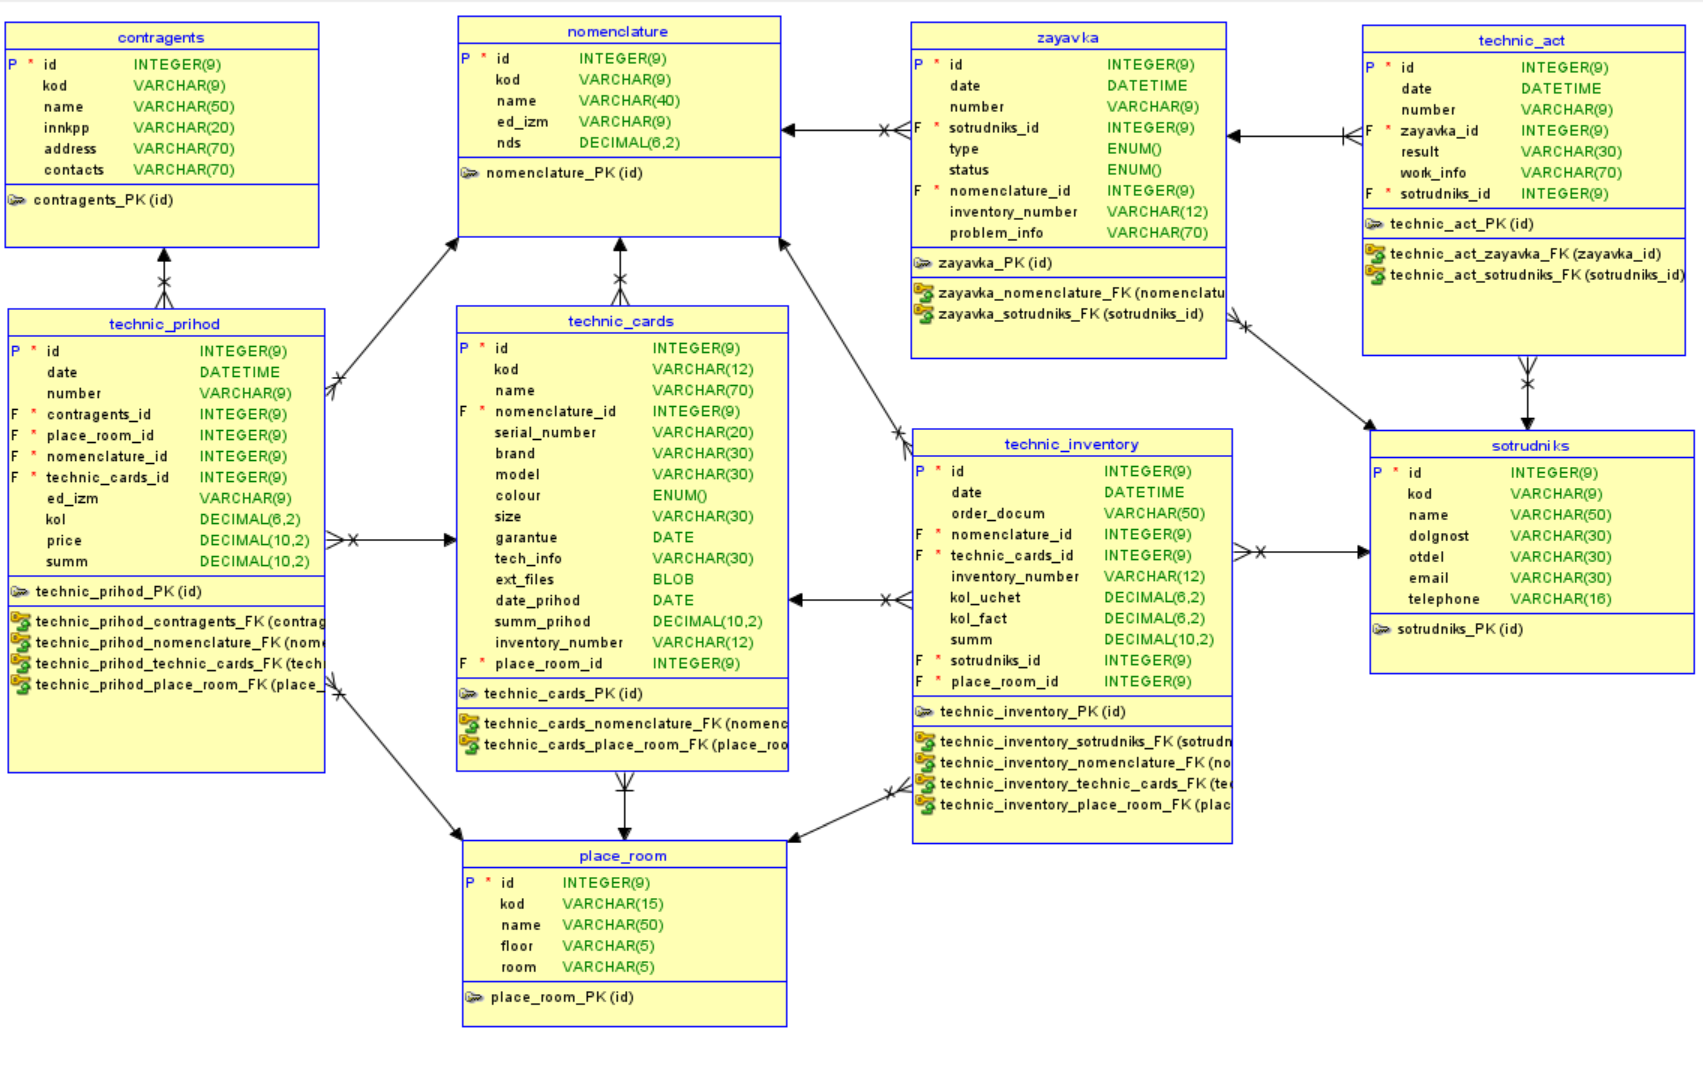 contragents
P * id INTEGER(9)
kod VARCHAR(9)
name VARCHAR(50)
innkpp VARCHAR(20)
address VARCHAR(70)
contacts VARCHAR(70)
contragents_PK (id)
nomenclature
P * id INTEGER(9)
kod VARCHAR(9)
name VARCHAR(40)
ed_izm VARCHAR(9)
nds DECIMAL(6,2)
nomenclature_PK (id)
zayavka
P * id INTEGER(9)
date DATETIME
number VARCHAR(9)
F * sotrudniks_id INTEGER(9)
type ENUM()
status ENUM()
F * nomenclature_id INTEGER(9)
inventory_number VARCHAR(12)
problem_info VARCHAR(70)
zayavka_PK (id)
zayavka_nomenclature_FK (nomenclatu
zayavka_sotrudniks_FK (sotrudniks_id)
technic_act
P * id INTEGER(9)
date DATETIME
number VARCHAR(9)
F * zayavka_id INTEGER(9)
result VARCHAR(30)
work_info VARCHAR(70)
F * sotrudniks_id INTEGER(9)
technic_act_PK (id)
technic_act_zayavka_FK (zayavka_id)
technic_act_sotrudniks_FK (sotrudniks_id)
technic_prihod
P * id INTEGER(9)
date DATETIME
number VARCHAR(9)
F * contragents_id INTEGER(9)
F * place_room_id INTEGER(9)
F * nomenclature_id INTEGER(9)
F * technic_cards_id INTEGER(9)
ed_izm VARCHAR(9)
kol DECIMAL(6,2)
price DECIMAL(10,2)
summ DECIMAL(10,2)
technic_prihod_PK (id)
technic_prihod_contragents_FK (contrag
technic_prihod_nomenclature_FK (nom
technic_prihod_technic_cards_FK (tech
technic_prihod_place_room_FK (place_
technic_cards
P * id INTEGER(9)
kod VARCHAR(12)
name VARCHAR(70)
F * nomenclature_id INTEGER(9)
serial_number VARCHAR(20)
brand VARCHAR(30)
model VARCHAR(30)
colour ENUM()
size VARCHAR(30)
garantue DATE
tech_info VARCHAR(30)
ext_files BLOB
date_prihod DATE
summ_prihod DECIMAL(10,2)
inventory_number VARCHAR(12)
F * place_room_id INTEGER(9)
technic_cards_PK (id)
technic_cards_nomenclature_FK (nomenc
technic_cards_place_room_FK (place_roo
technic_inventory
P * id INTEGER(9)
date DATETIME
order_docum VARCHAR(50)
F * nomenclature_id INTEGER(9)
F * technic_cards_id INTEGER(9)
inventory_number VARCHAR(12)
kol_uchet DECIMAL(6,2)
kol_fact DECIMAL(6,2)
summ DECIMAL(10,2)
F * sotrudniks_id INTEGER(9)
F * place_room_id INTEGER(9)
technic_inventory_PK (id)
technic_inventory_sotrudniks_FK (sotrudn
technic_inventory_nomenclature_FK (no
technic_inventory_technic_cards_FK (te
technic_inventory_place_room_FK (plac
sotrudniks
P * id INTEGER(9)
kod VARCHAR(9)
name VARCHAR(50)
dolgnost VARCHAR(30)
otdel VARCHAR(30)
email VARCHAR(30)
telephone VARCHAR(16)
sotrudniks_PK (id)
place_room
P * id INTEGER(9)
kod VARCHAR(15)
name VARCHAR(50)
floor VARCHAR(5)
room VARCHAR(5)
place_room_PK (id)